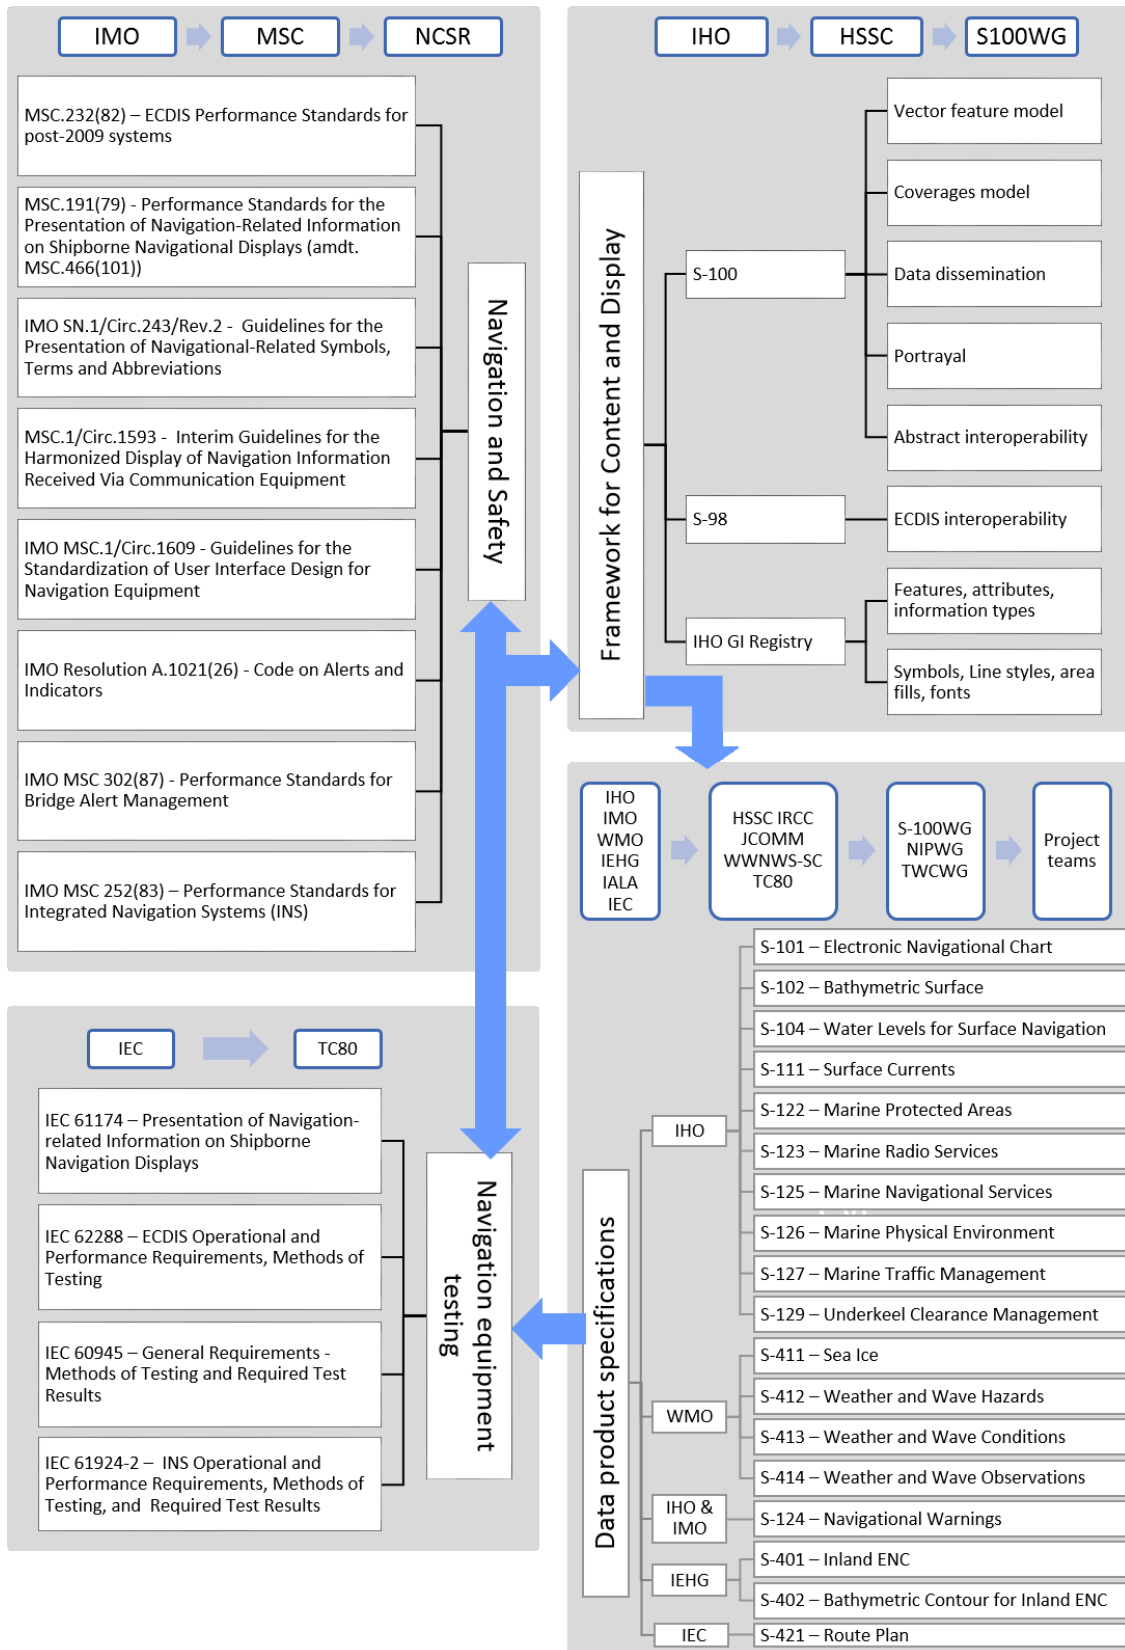 IMO
MSC
NCSR
MSC.232(82) – ECDIS Performance Standards for
post-2009 systems
MSC.191(79) - Performance Standards for the
Presentation of Navigation-Related Information
on Shipborne Navigational Displays (amdt.
MSC.466(101))
IMO SN.1/Circ.243/Rev.2 - Guidelines for the
Presentation of Navigational-Related Symbols,
Terms and Abbreviations
MSC.1/Circ.1593 - Interim Guidelines for the
Harmonized Display of Navigation Information
Received Via Communication Equipment
IMO MSC.1/Circ.1609 - Guidelines for the
Standardization of User Interface Design for
Navigation Equipment
IMO Resolution A.1021(26) - Code on Alerts and
Indicators
IMO MSC 302(87) - Performance Standards for
Bridge Alert Management
IMO MSC 252(83) – Performance Standards for
Integrated Navigation Systems (INS)
Navigation and Safety
IHO
HSSC
S100WG
Framework for Content and Display
S-100
Vector feature model
Coverages model
Data dissemination
Portrayal
Abstract interoperability
S-98
ECDIS interoperability
IHO GI Registry
Features, attributes,
information types
Symbols, Line styles, area
fills, fonts
IEC
TC80
IEC 61174 – Presentation of Navigation-
related Information on Shipborne
Navigation Displays
IEC 62288 – ECDIS Operational and
Performance Requirements, Methods of
Testing
IEC 60945 – General Requirements -
Methods of Testing and Required Test
Results
IEC 61924-2 – INS Operational and
Performance Requirements, Methods of
Testing, and Required Test Results
Navigation equipment
testing
IHO
IMO
WMO
IEHG
IALA
IEC
HSSC IRCC
JCOMM
WWNWS-SC
TC80
S-100WG
NIPWG
TWCWG
Project
teams
Data product specifications
IHO
S-101 – Electronic Navigational Chart
S-102 – Bathymetric Surface
S-104 – Water Levels for Surface Navigation
S-111 – Surface Currents
S-122 – Marine Protected Areas
S-123 – Marine Radio Services
S-125 – Marine Navigational Services
S-126 – Marine Physical Environment
S-127 – Marine Traffic Management
S-129 – Underkeel Clearance Management
WMO
S-411 – Sea Ice
S-412 – Weather and Wave Hazards
S-413 – Weather and Wave Conditions
S-414 – Weather and Wave Observations
IHO &
IMO
S-124 – Navigational Warnings
IEHG
S-401 – Inland ENC
S-402 – Bathymetric Contour for Inland ENC
IEC
S-421 – Route Plan